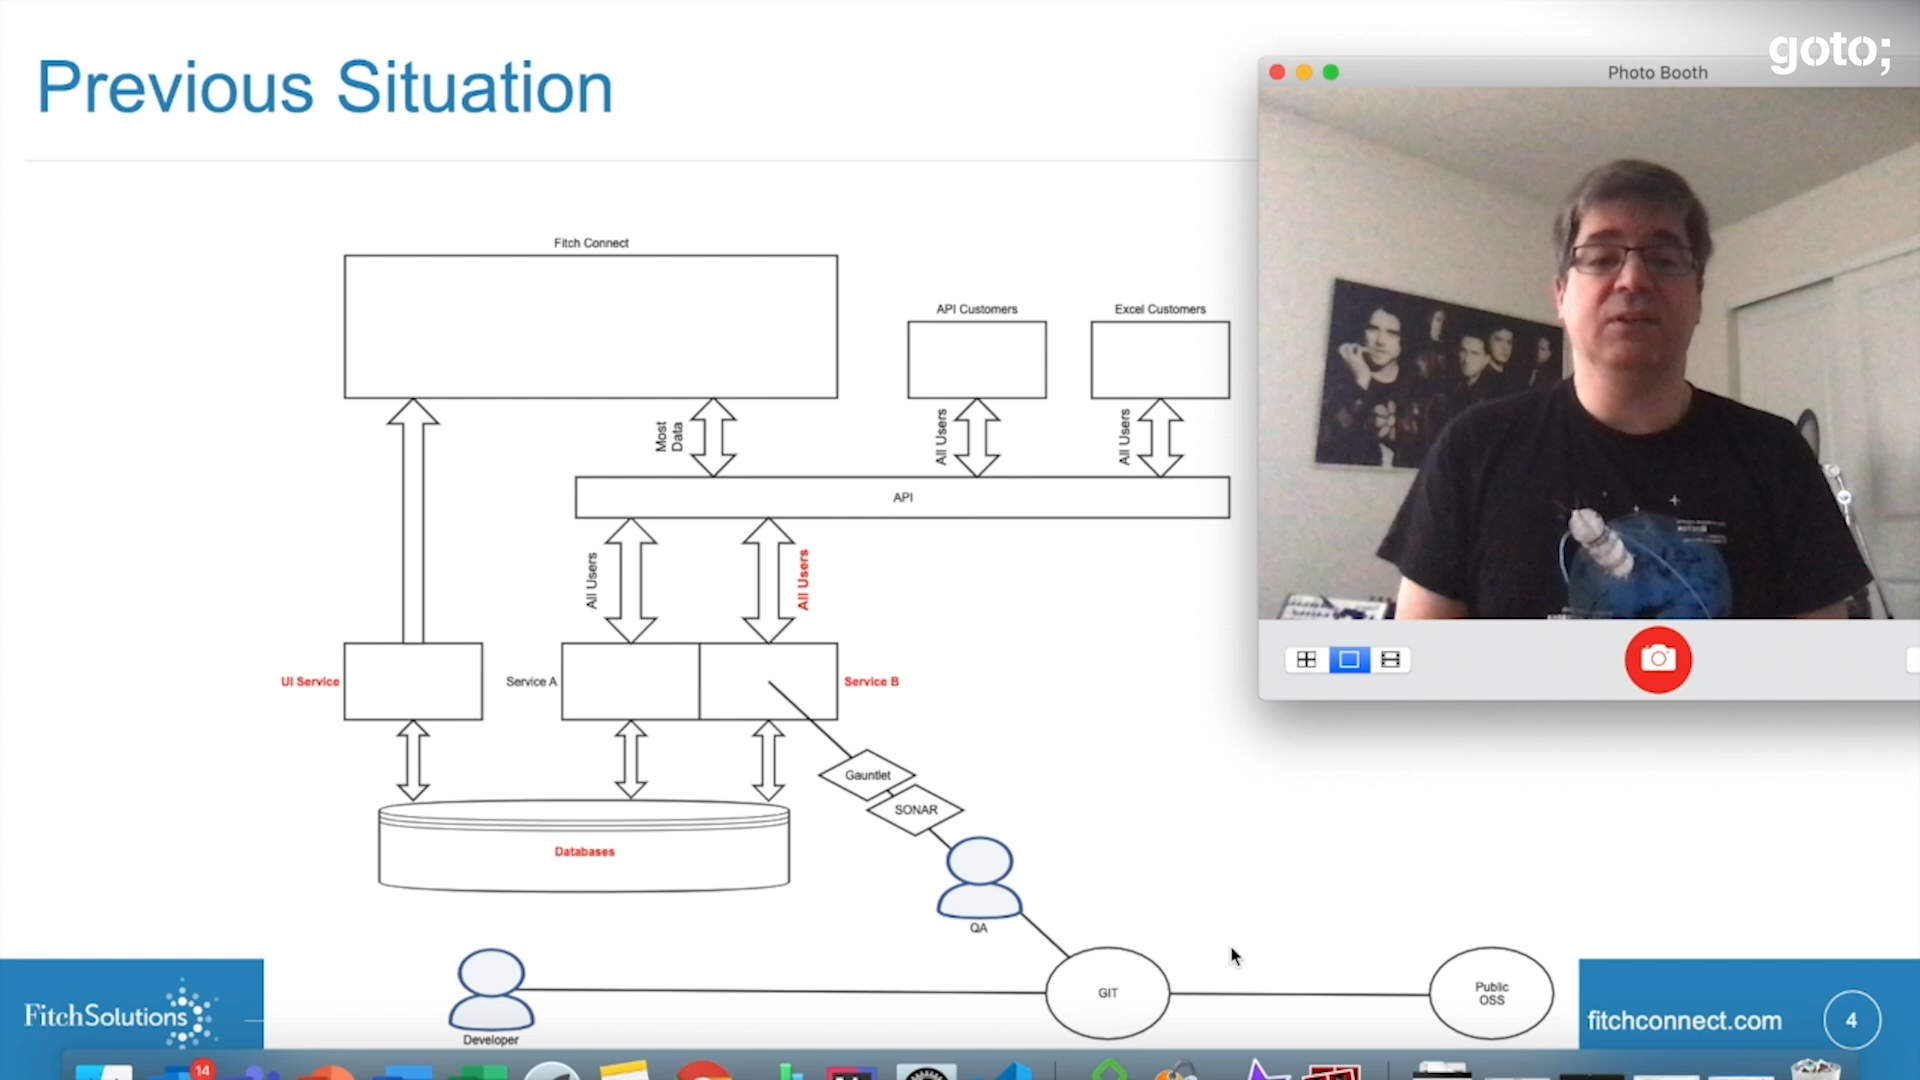 Previous Situation
goto;
Photo Booth
Fitch Connect
API Customers
Excel Customers
Most
Data
All Users
All Users
API
All Users
All Users
UI Service
Service A
Service B
Gauntlet
SONAR
Databases
QA
Developer
GIT
Public
OSS
FitchSolutions
fitchconnect.com
4
14